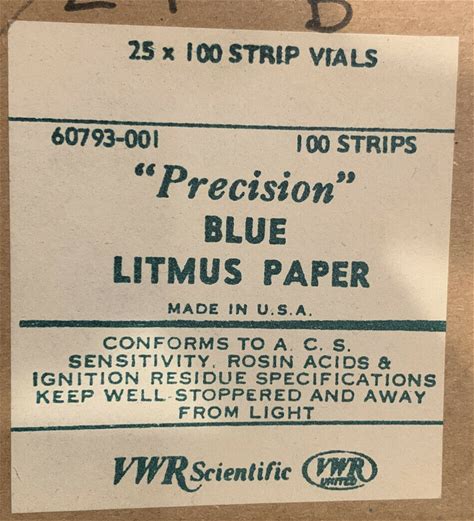 25 x 100 STRIP VIALS
60793-001 100 STRIPS
"Precision"
BLUE
LITMUS PAPER
MADE IN U.S.A.
CONFORMS TO A. C. S.
SENSITIVITY, ROSIN ACIDS &
IGNITION RESIDUE SPECIFICATIONS
KEEP WELL-STOPPERED AND AWAY
FROM LIGHT
VWR Scientific VWR
UNITED